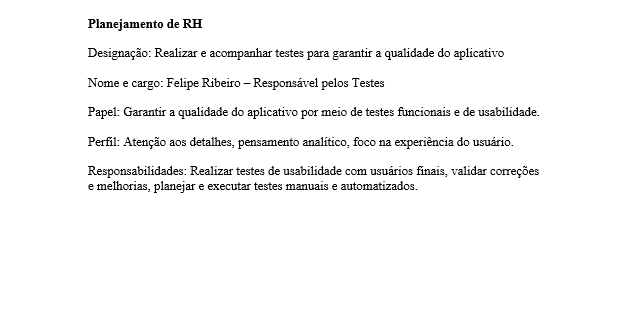 Planejamento de RH
Designação: Realizar e acompanhar testes para garantir a qualidade do aplicativo
Nome e cargo: Felipe Ribeiro – Responsável pelos Testes
Papel: Garantir a qualidade do aplicativo por meio de testes funcionais e de usabilidade.
Perfil: Atenção aos detalhes, pensamento analítico, foco na experiência do usuário.
Responsabilidades: Realizar testes de usabilidade com usuários finais, validar correções
e melhorias, planejar e executar testes manuais e automatizados.